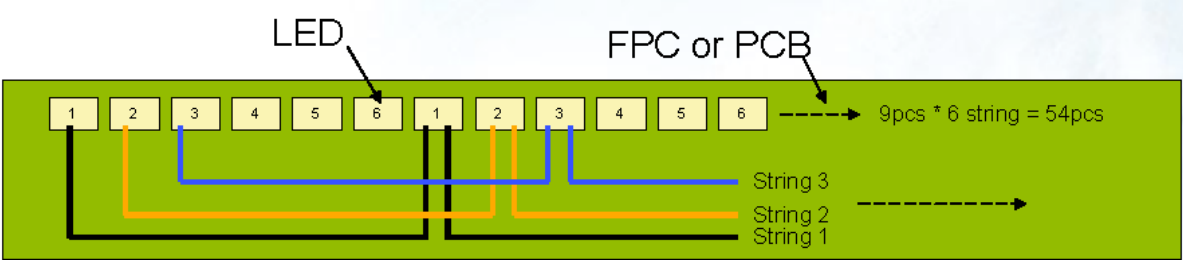 LED
FPC or PCB
1 2 3 4 5 6 1 2 3 4 5 6 9pcs * 6 string = 54pcs
String 3
String 2
String 1